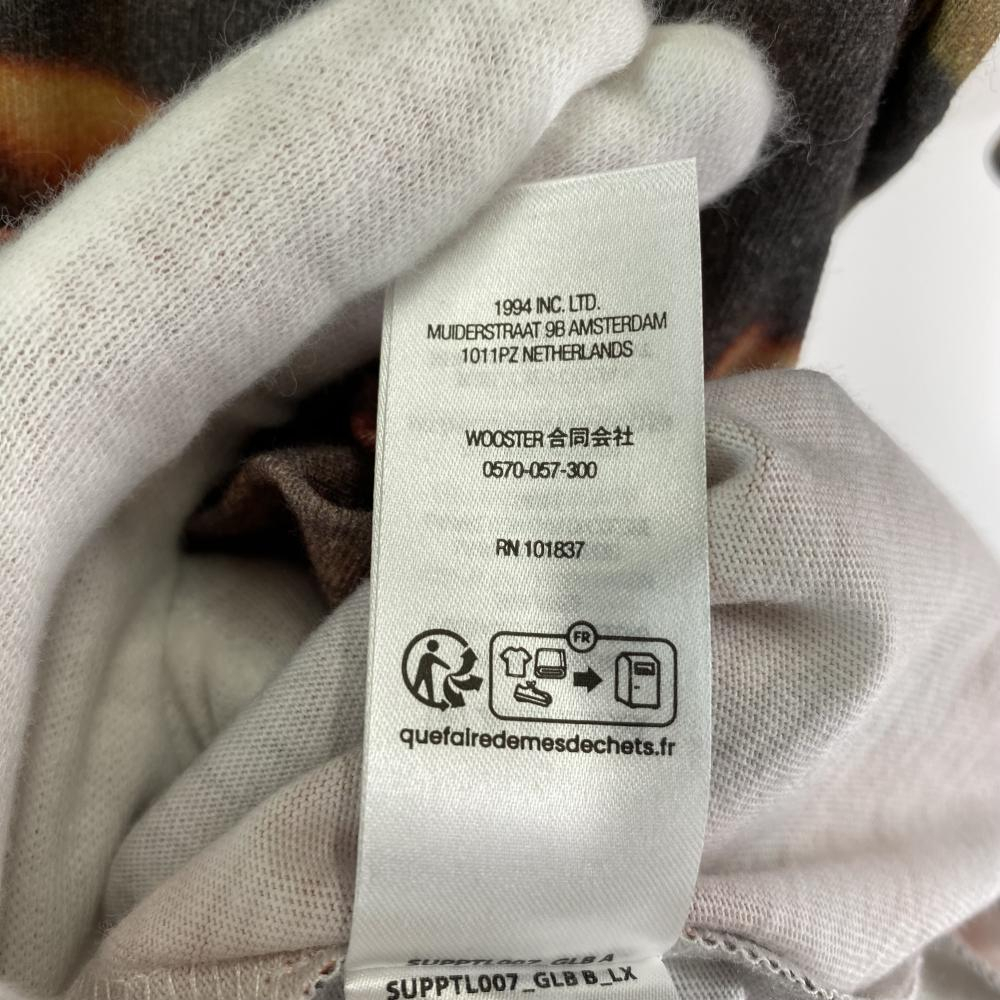 1994 INC. LTD.
MUIDERSTRAAT 9B AMSTERDAM
1011PZ NETHERLANDS
WOOSTER 合同会社
0570-057-300
RN 101837
FR
quefairedemesdechets.fr
SUPPTL007_GLB A
SUPPTL007_GLB B_LX